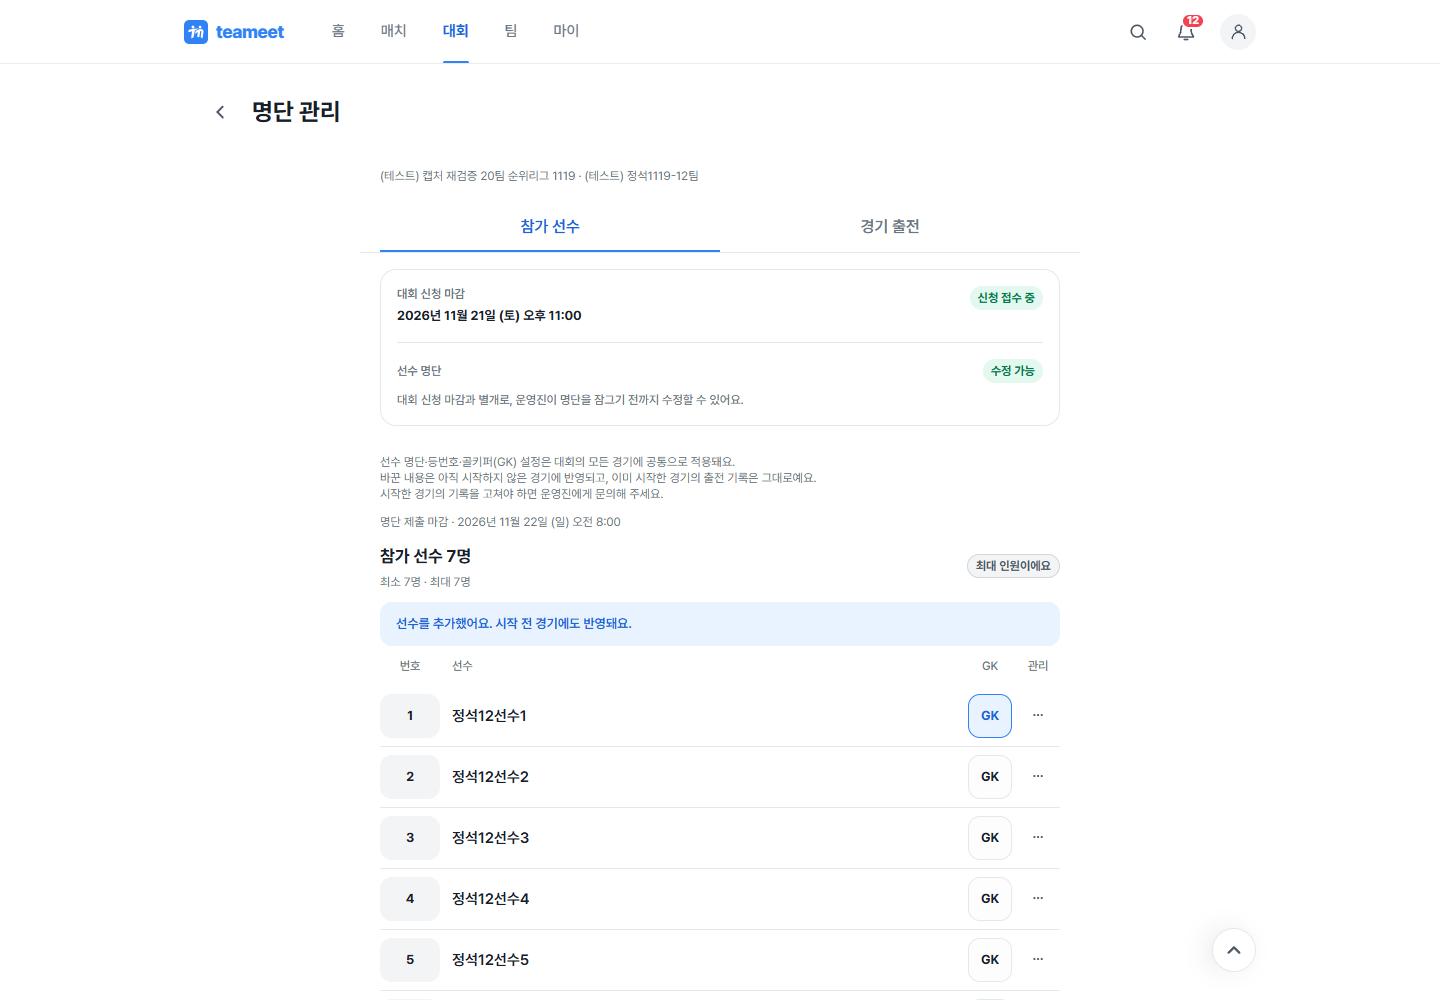 teameet
홈
매치
대회
팀
마이
12
명단 관리
(테스트) 캡처 재검증 20팀 순위리그 1119 · (테스트) 정석1119-12팀
참가 선수
경기 출전
대회 신청 마감
신청 접수 중
2026년 11월 21일 (토) 오후 11:00
선수 명단
수정 가능
대회 신청 마감과 별개로, 운영진이 명단을 잠그기 전까지 수정할 수 있어요.
선수 명단·등번호·골키퍼(GK) 설정은 대회의 모든 경기에 공통으로 적용돼요.
바꾼 내용은 아직 시작하지 않은 경기에 반영되고, 이미 시작한 경기의 출전 기록은 그대로예요.
시작한 경기의 기록을 고쳐야 하면 운영진에게 문의해 주세요.
명단 제출 마감 · 2026년 11월 22일 (일) 오전 8:00
참가 선수 7명
최대 인원이에요
최소 7명 · 최대 7명
선수를 추가했어요. 시작 전 경기에도 반영돼요.
번호 선수 GK 관리
1 정석12선수1 GK ···
2 정석12선수2 GK ···
3 정석12선수3 GK ···
4 정석12선수4 GK ···
5 정석12선수5 GK ···